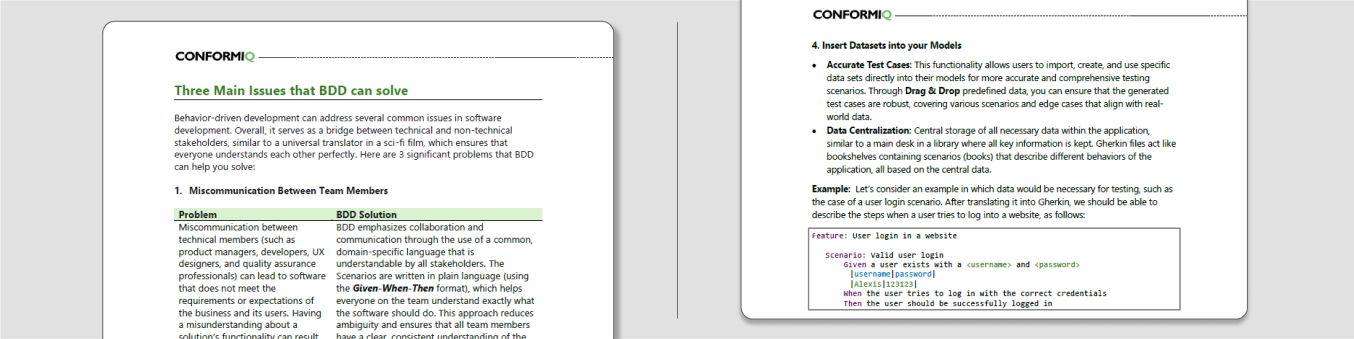 CONFORMIQ
Three Main Issues that BDD can solve
Behavior-driven development can address several common issues in software
development. Overall, it serves as a bridge between technical and non-technical
stakeholders, similar to a universal translator in a sci-fi film, which ensures that
everyone understands each other perfectly. Here are 3 significant problems that BDD
can help you solve:
1. Miscommunication Between Team Members
Problem
Miscommunication between
technical members (such as
product managers, developers, UX
designers, and quality assurance
professionals) can lead to software
that does not meet the
requirements or expectations of
the business and its users. Having
a misunderstanding about a
solution's functionality can result
BDD Solution
BDD emphasizes collaboration and
communication through the use of a common,
domain-specific language that is
understandable by all stakeholders. The
Scenarios are written in plain language (using
the Given-When-Then format), which helps
everyone on the team understand exactly what
the software should do. This approach reduces
ambiguity and ensures that all team members
have a clear, consistent understanding of the
CONFORMIQ
4. Insert Datasets into your Models
• Accurate Test Cases: This functionality allows users to import, create, and use specific
data sets directly into their models for more accurate and comprehensive testing
scenarios. Through Drag & Drop predefined data, you can ensure that the generated
test cases are robust, covering various scenarios and edge cases that align with real-
world data.
• Data Centralization: Central storage of all necessary data within the application,
similar to a main desk in a library where all key information is kept. Gherkin files act like
bookshelves containing scenarios (books) that describe different behaviors of the
application, all based on the central data.
Example: Let's consider an example in which data would be necessary for testing, such as
the case of a user login scenario. After translating it into Gherkin, we should be able to
describe the steps when a user tries to log into a website, as follows:
Feature: User login in a website
Scenario: Valid user login
Given a user exists with a <username> and <password>
|username|password|
|Alexis|123123|
When the user tries to log in with the correct credentials
Then the user should be successfully logged in